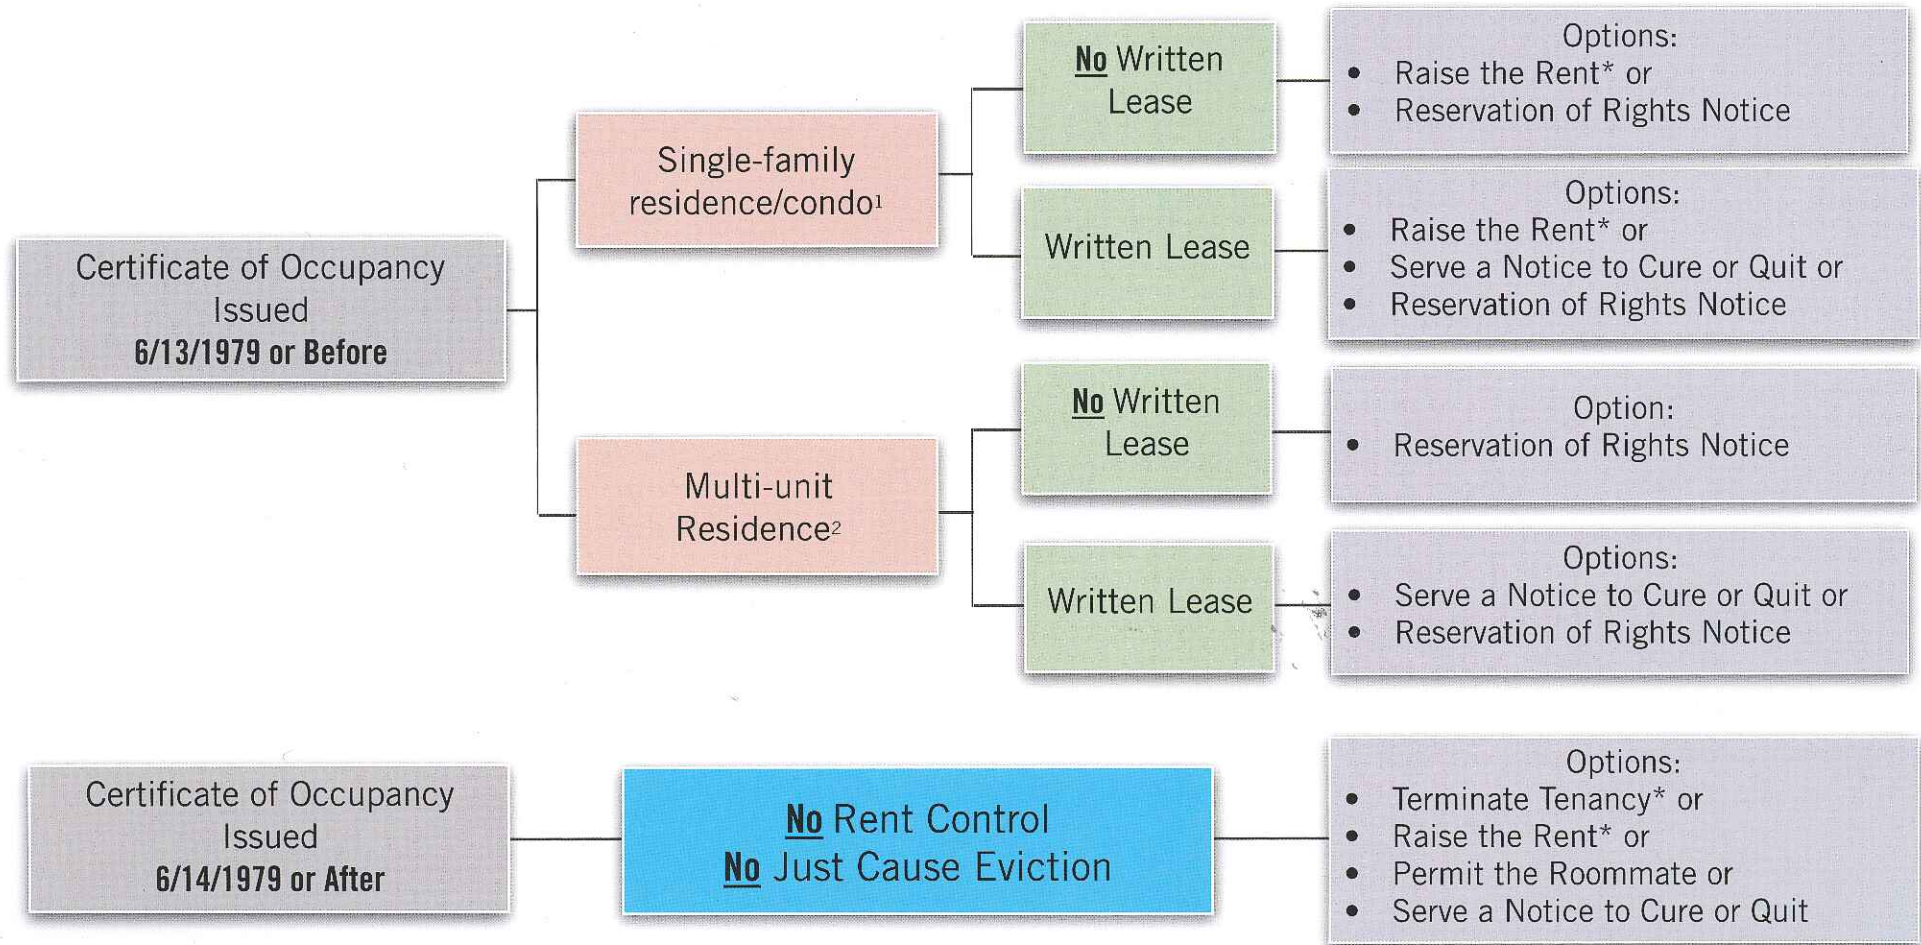 Certificate of Occupancy
Issued
6/13/1979 or Before
Single-family
residence/condo¹
No Written
Lease
Options:
• Raise the Rent* or
• Reservation of Rights Notice
Written Lease
Options:
• Raise the Rent* or
• Serve a Notice to Cure or Quit or
• Reservation of Rights Notice
Multi-unit
Residence²
No Written
Lease
Option:
• Reservation of Rights Notice
Written Lease
Options:
• Serve a Notice to Cure or Quit or
• Reservation of Rights Notice
Certificate of Occupancy
Issued
6/14/1979 or After
No Rent Control
No Just Cause Eviction
Options:
• Terminate Tenancy* or
• Raise the Rent* or
• Permit the Roommate or
• Serve a Notice to Cure or Quit